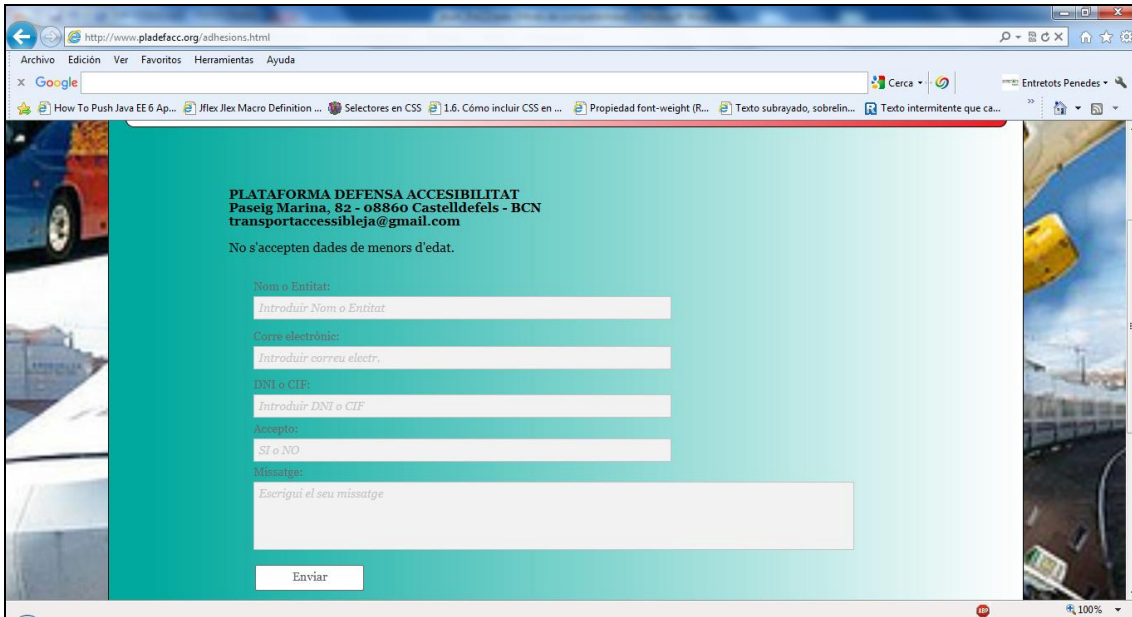 http://www.pladefacc.org/adhesions.html
Archivo Edición Ver Favoritos Herramientas Ayuda
x Google Cerca Entretots Penedes
How To Push Java EE 6 Ap... Jflex Jlex Macro Definition ... Selectores en CSS 1.6. Cómo incluir CSS en ... Propiedad font-weight (R... Texto subrayado, sobrelin... Texto intermitente que ca...
PLATAFORMA DEFENSA ACCESIBILITAT
Paseig Marina, 82 - 08860 Castelldefels - BCN
transportaccessibleja@gmail.com
No s'accepten dades de menors d'edat.
Nom o Entitat:
Introduir Nom o Entitat
Corre electrònic:
Introduir correu electr.
DNI o CIF:
Introduir DNI o CIF
Accepto:
SI o NO
Missatge:
Escrigui el seu missatge
Enviar
ABP
100%